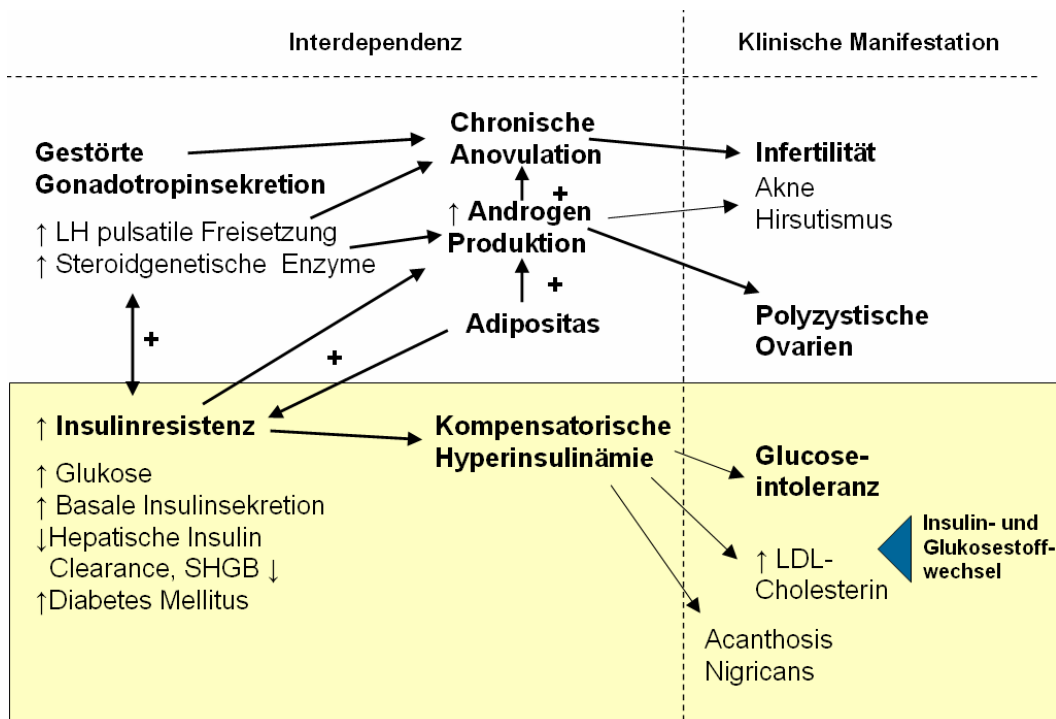 Interdependenz
Klinische Manifestation
Gestörte
Gonadotropinsekretion
↑ LH pulsatile Freisetzung
↑ Steroidgenetische Enzyme
+
Chronische
Anovulation
+
↑ Androgen
Produktion
+
Adipositas
+
Infertilität
Akne
Hirsutismus
Polyzystische
Ovarien
↑ Insulinresistenz
↑ Glukose
↑ Basale Insulinsekretion
↓Hepatische Insulin
Clearance, SHGB ↓
↑Diabetes Mellitus
Kompensatorische
Hyperinsulinämie
Glucose-
intoleranz
↑ LDL-
Cholesterin
Acanthosis
Nigricans
Insulin- und
Glukosestoff-
wechsel